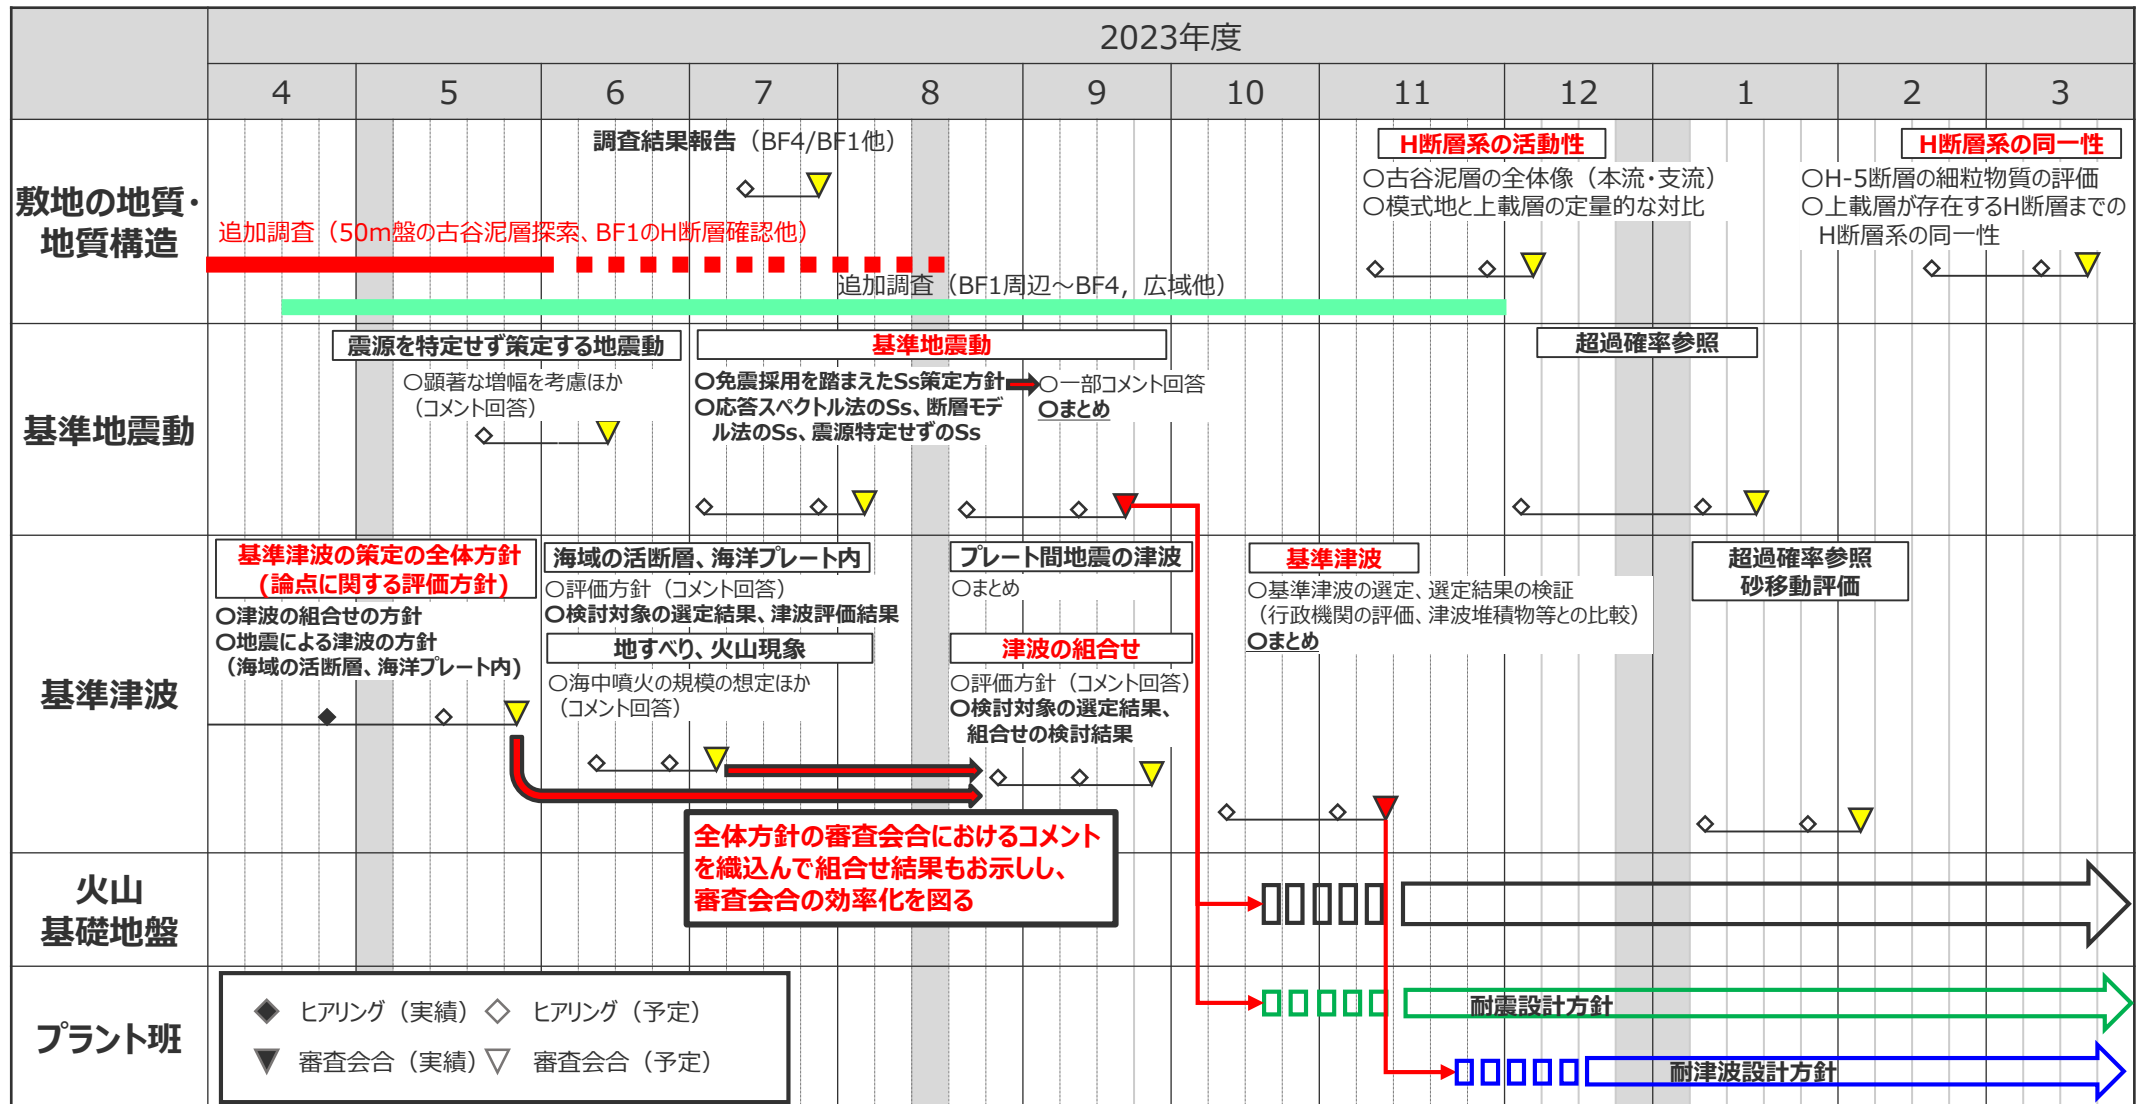 2023年度
4 5 6 7 8 9 10 11 12 1 2 3
敷地の地質・
地質構造
調査結果報告（BF4/BF1他）
追加調査（50m盤の古谷泥層探索、BF1のH断層確認他）
追加調査（BF1周辺～BF4，広域他）
H断層系の活動性
〇古谷泥層の全体像（本流・支流）
〇模式地と上載層の定量的な対比
H断層系の同一性
〇H-5断層の細粒物質の評価
〇上載層が存在するH断層までの
H断層系の同一性
基準地震動
震源を特定せず策定する地震動
〇顕著な増幅を考慮ほか
（コメント回答）
基準地震動
〇免震採用を踏まえたSs策定方針
〇応答スペクトル法のSs、断層モデ
ル法のSs、震源特定せずのSs
〇一部コメント回答
〇まとめ
超過確率参照
基準津波
基準津波の策定の全体方針
(論点に関する評価方針)
〇津波の組合せの方針
〇地震による津波の方針
（海域の活断層、海洋プレート内)
海域の活断層、海洋プレート内
〇評価方針（コメント回答）
〇検討対象の選定結果、津波評価結果
地すべり、火山現象
〇海中噴火の規模の想定ほか
（コメント回答）
プレート間地震の津波
〇まとめ
津波の組合せ
〇評価方針（コメント回答）
〇検討対象の選定結果、
組合せの検討結果
基準津波
〇基準津波の選定、選定結果の検証
（行政機関の評価、津波堆積物等との比較）
〇まとめ
超過確率参照
砂移動評価
全体方針の審査会合におけるコメント
を織込んで組合せ結果もお示しし、
審査会合の効率化を図る
火山
基礎地盤
プラント班
耐震設計方針
耐津波設計方針
ヒアリング（実績） ヒアリング（予定）
審査会合（実績） 審査会合（予定）